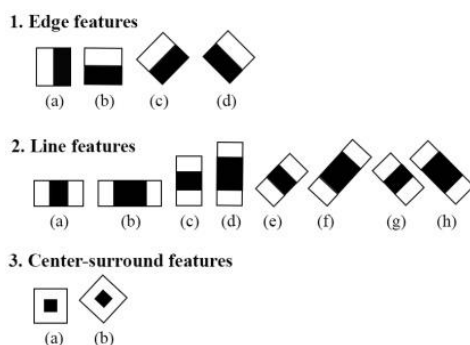 1. Edge features
(a) (b) (c) (d)
2. Line features
(a) (b) (c) (d) (e) (f) (g) (h)
3. Center-surround features
(a) (b)